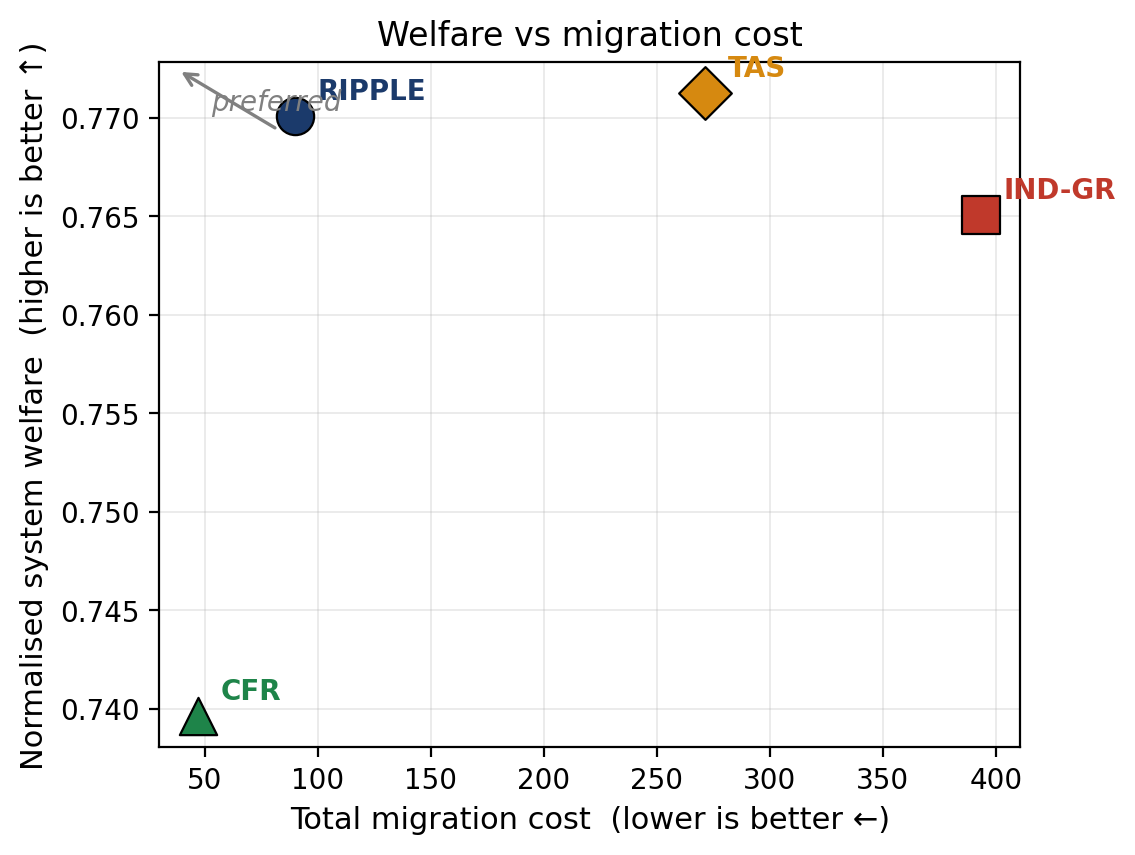 Welfare vs migration cost
TAS
RIPPLE
preferred
IND-GR
CFR
Normalised system welfare (higher is better ↑)
0.770
0.765
0.760
0.755
0.750
0.745
0.740
50 100 150 200 250 300 350 400
Total migration cost (lower is better ←)